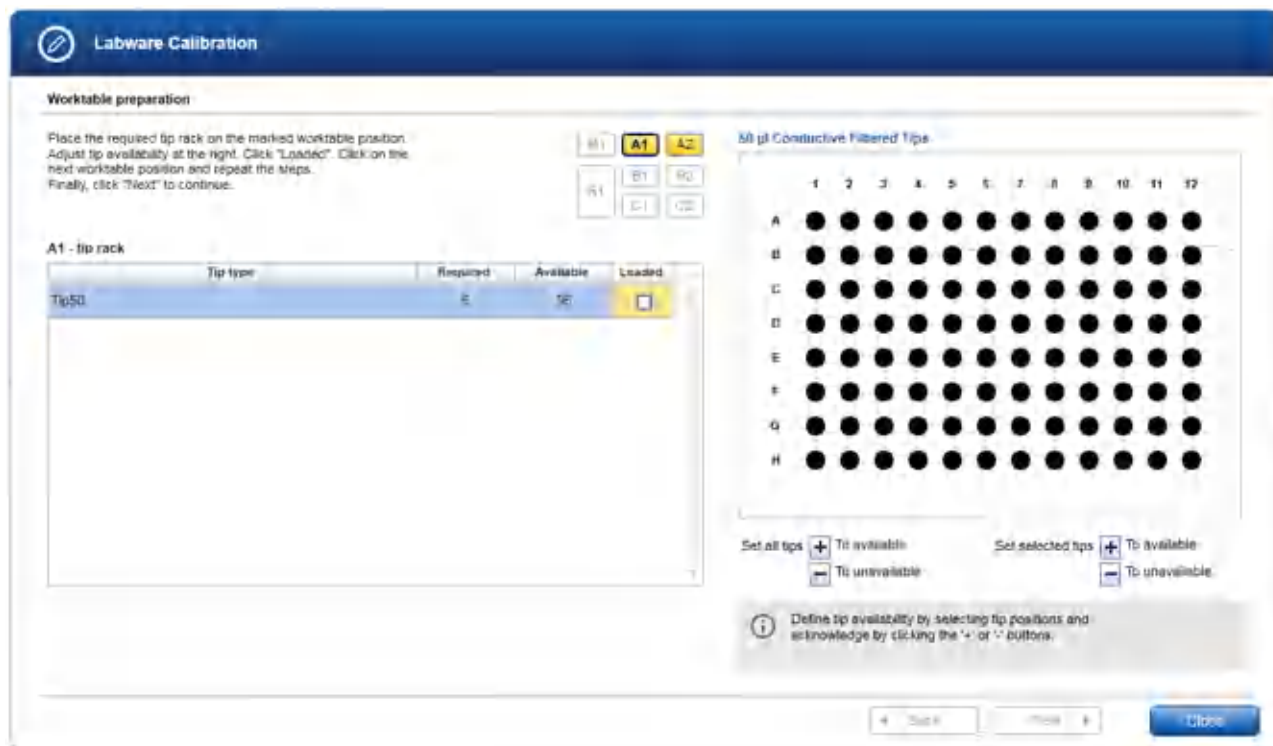 Labware Calibration
Worktable preparation
Place the required tip rack on the marked worktable position.
Adjust tip availability at the right. Click "Loaded". Click on the
next worktable position and repeat the steps.
Finally, click "Next" to continue.
A1 A2
B1 B2
C1 C2
50 µl Conductive Filtered Tips
1 2 3 4 5 6 7 8 9 10 11 12
A
B
C
D
E
F
G
H
A1 - tip rack
Tip type Required Available Loaded
Tip50
Set all tips + To available
− To unavailable
Set selected tips + To available
− To unavailable
Define tip availability by selecting tip positions and
acknowledge by clicking the '+' or '-' buttons.
Back Next Close